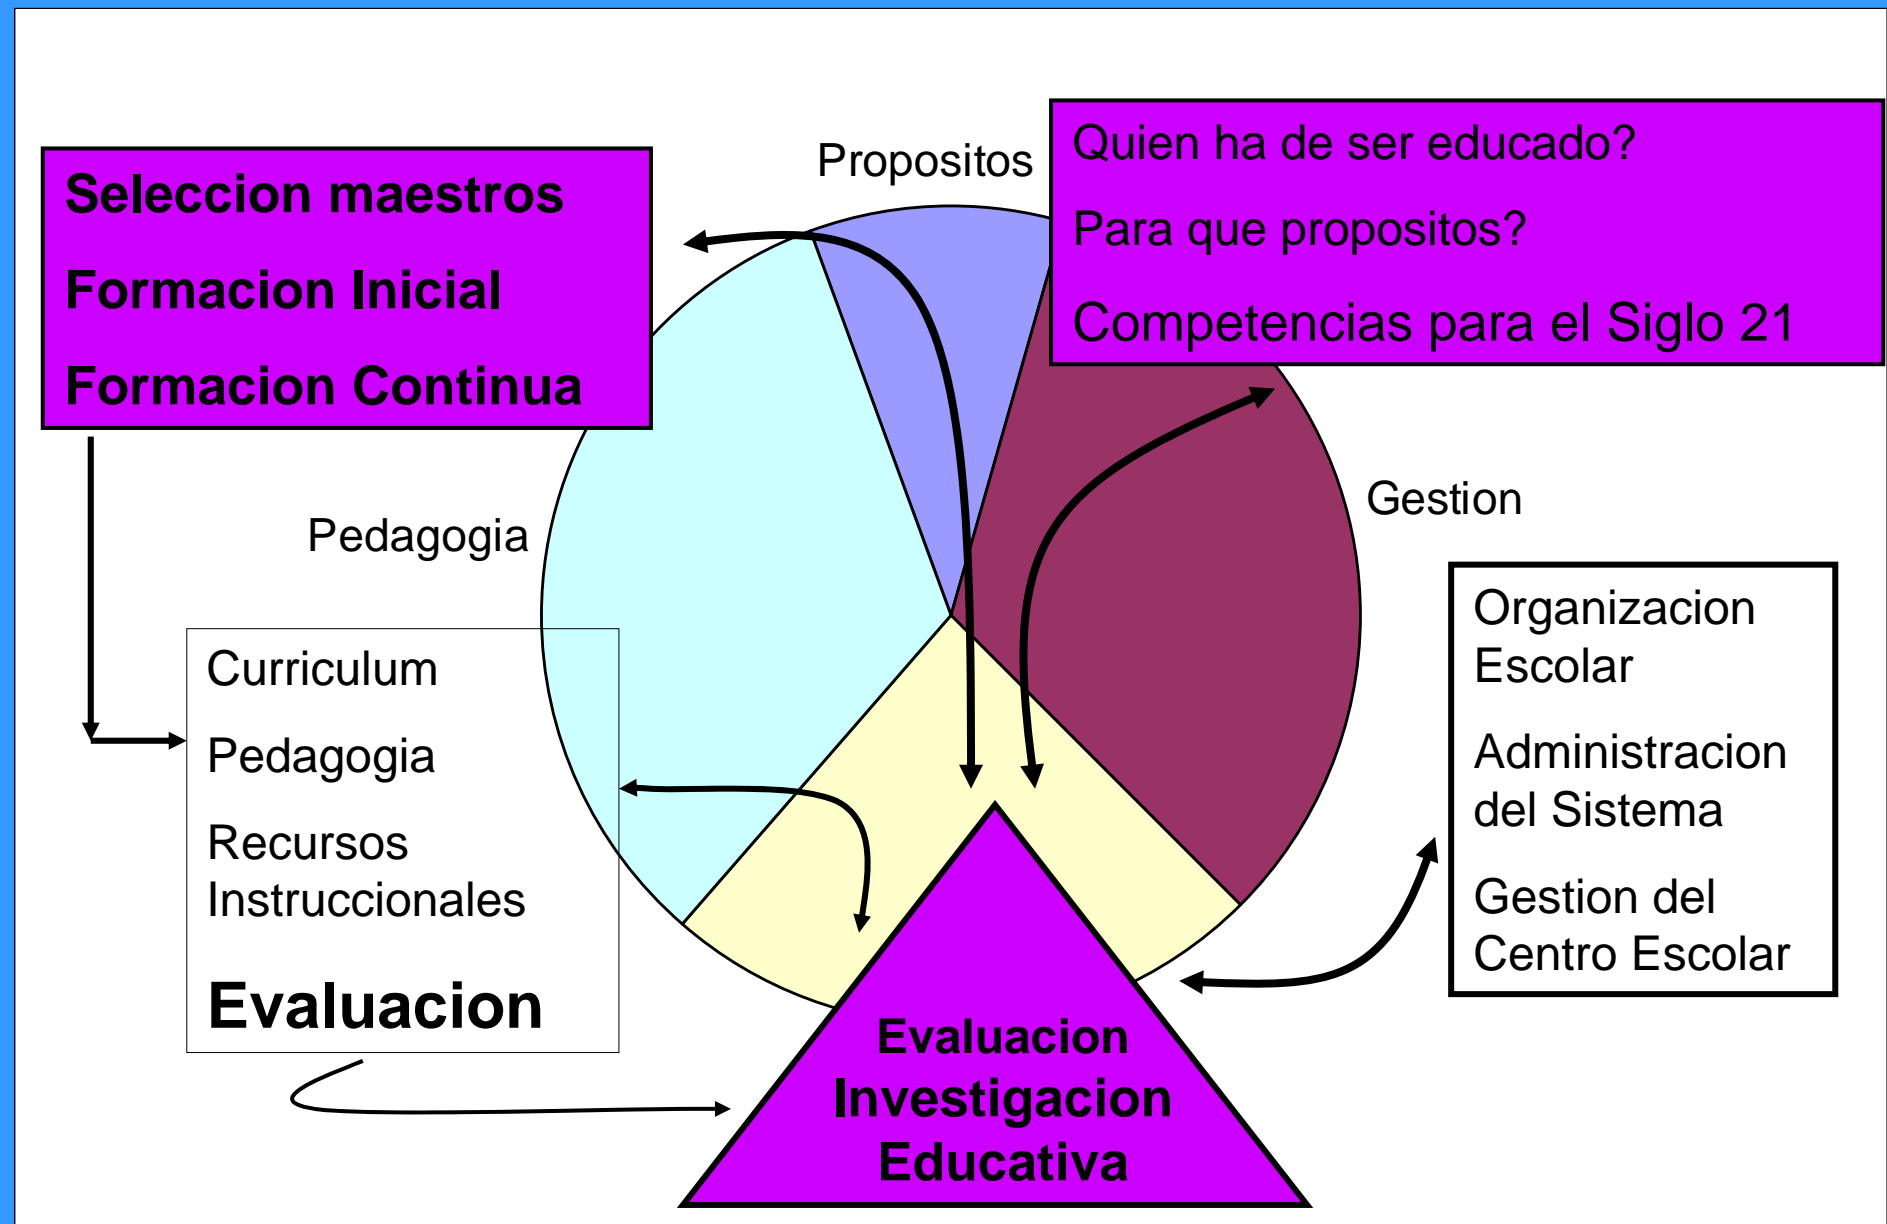 Propositos
Seleccion maestros
Formacion Inicial
Formacion Continua
Quien ha de ser educado?
Para que propositos?
Competencias para el Siglo 21
Pedagogia
Gestion
Curriculum
Pedagogia
Recursos
Instruccionales
Evaluacion
Organizacion
Escolar
Administracion
del Sistema
Gestion del
Centro Escolar
Evaluacion
Investigacion
Educativa